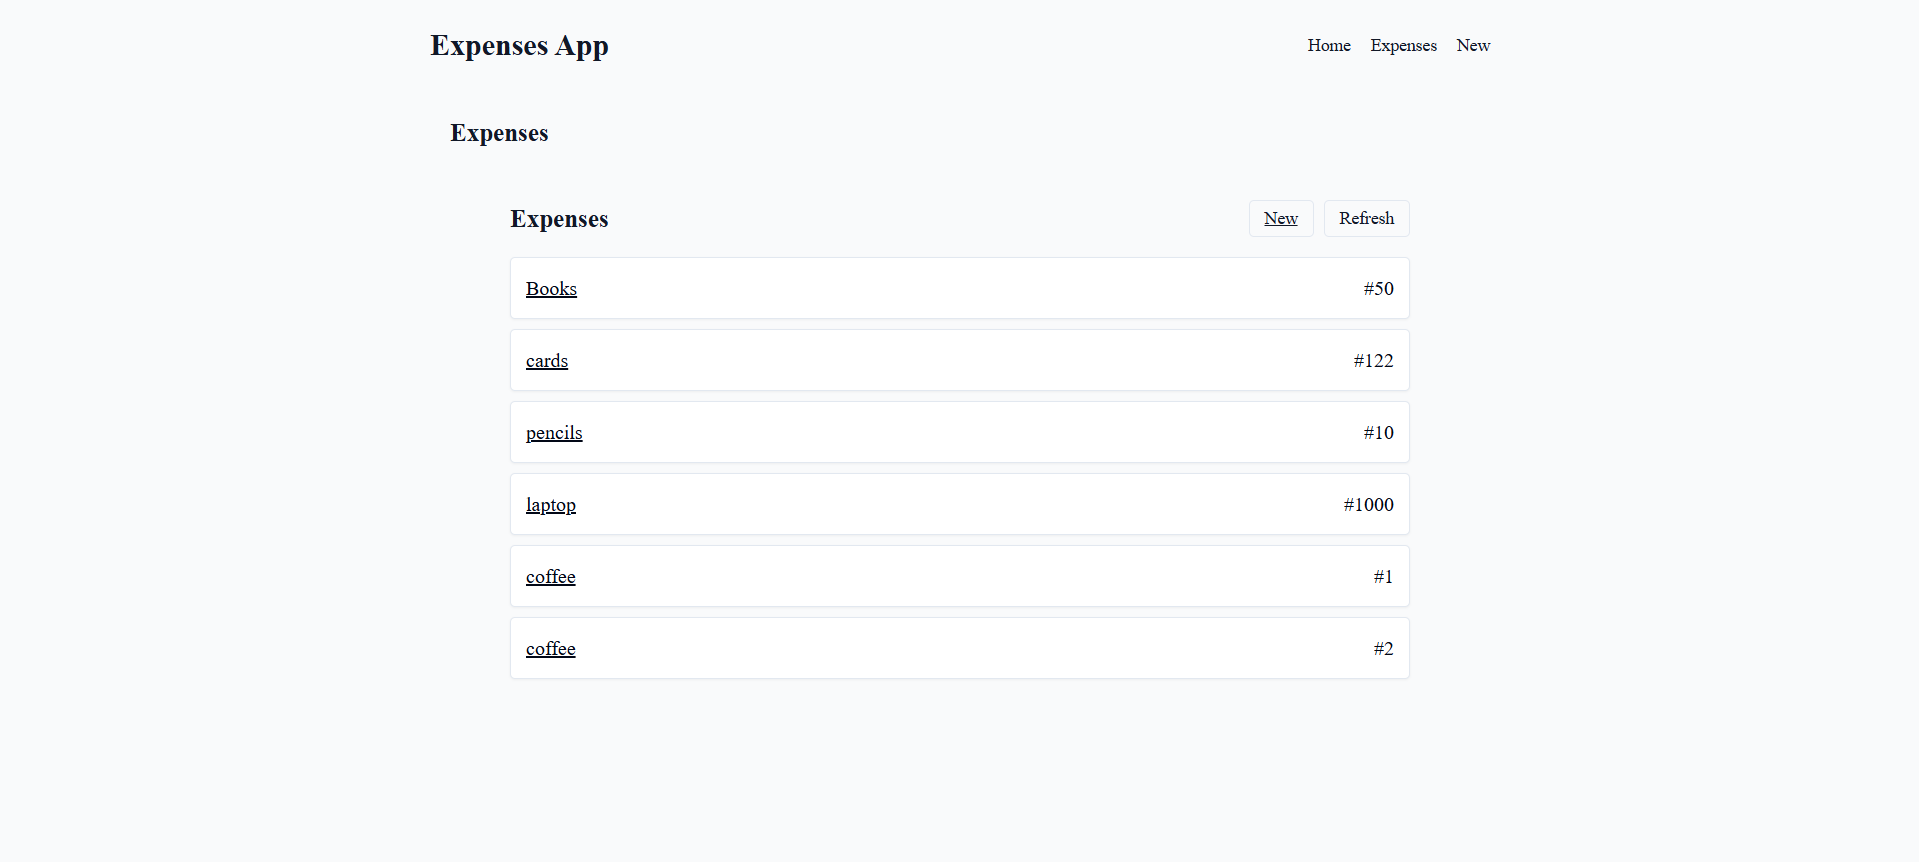 Expenses App Home Expenses New
Expenses
Expenses New Refresh
Books #50
cards #122
pencils #10
laptop #1000
coffee #1
coffee #2